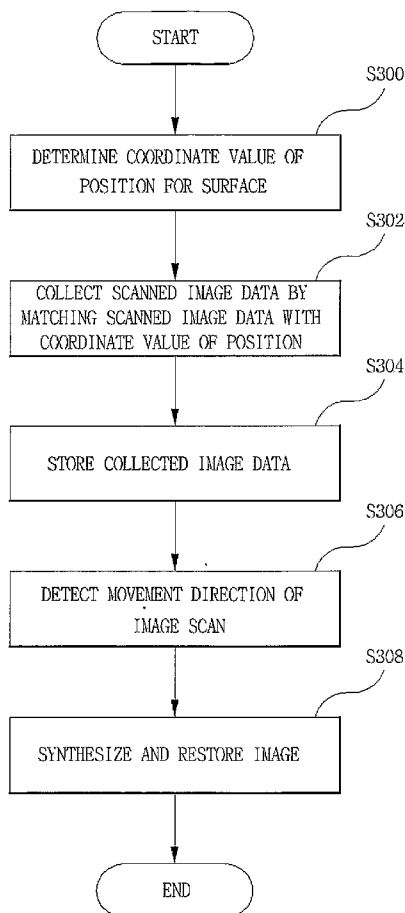 START
S300
DETERMINE COORDINATE VALUE OF
POSITION FOR SURFACE
S302
COLLECT SCANNED IMAGE DATA BY
MATCHING SCANNED IMAGE DATA WITH
COORDINATE VALUE OF POSITION
S304
STORE COLLECTED IMAGE DATA
S306
DETECT MOVEMENT DIRECTION OF
IMAGE SCAN
S308
SYNTHESIZE AND RESTORE IMAGE
END